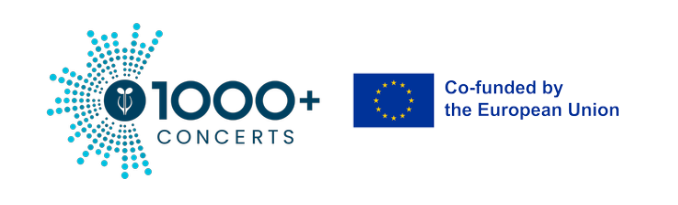 1000+
CONCERTS
Co-funded by
the European Union